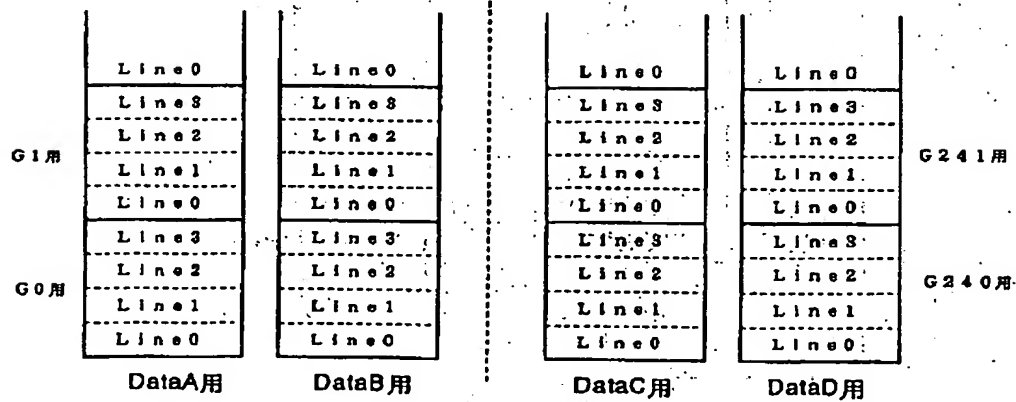 Line0 Line0 Line0 Line0
Line3 Line3 Line3 Line3
Line2 Line2 Line2 Line2
G1用 G241用
Line1 Line1 Line1 Line1
Line0 Line0 Line0 Line0
Line3 Line3 Line3 Line3
Line2 Line2 Line2 Line2
G0用 G240用
Line1 Line1 Line1 Line1
Line0 Line0 Line0 Line0
DataA用 DataB用 DataC用 DataD用